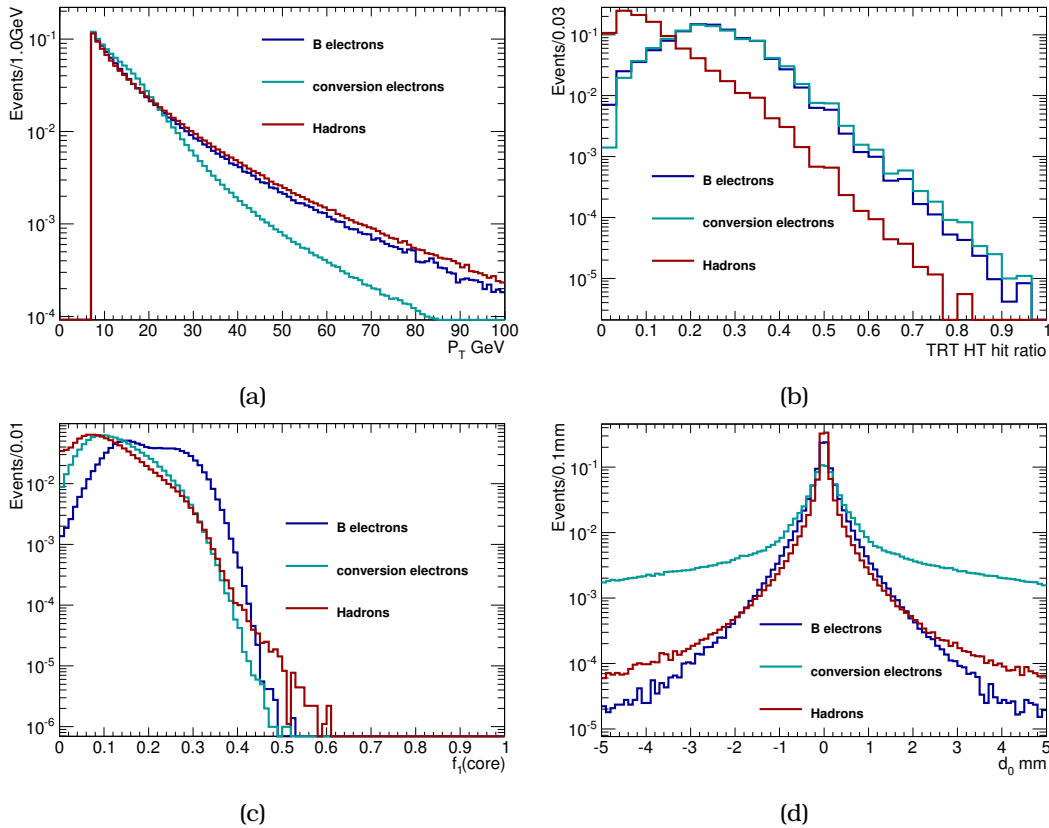 Events/1.0GeV
10⁻¹
10⁻²
10⁻³
10⁻⁴
B electrons
conversion electrons
Hadrons
0 10 20 30 40 50 60 70 80 90 100
P_T GeV
(a)
Events/0.03
10⁻¹
10⁻²
10⁻³
10⁻⁴
10⁻⁵
B electrons
conversion electrons
Hadrons
0 0.1 0.2 0.3 0.4 0.5 0.6 0.7 0.8 0.9 1
TRT HT hit ratio
(b)
Events/0.01
10⁻²
10⁻³
10⁻⁴
10⁻⁵
10⁻⁶
B electrons
conversion electrons
Hadrons
0 0.1 0.2 0.3 0.4 0.5 0.6 0.7 0.8 0.9 1
f₁(core)
(c)
Events/0.1mm
10⁻¹
10⁻²
10⁻³
10⁻⁴
10⁻⁵
B electrons
conversion electrons
Hadrons
-5 -4 -3 -2 -1 0 1 2 3 4 5
d₀ mm
(d)